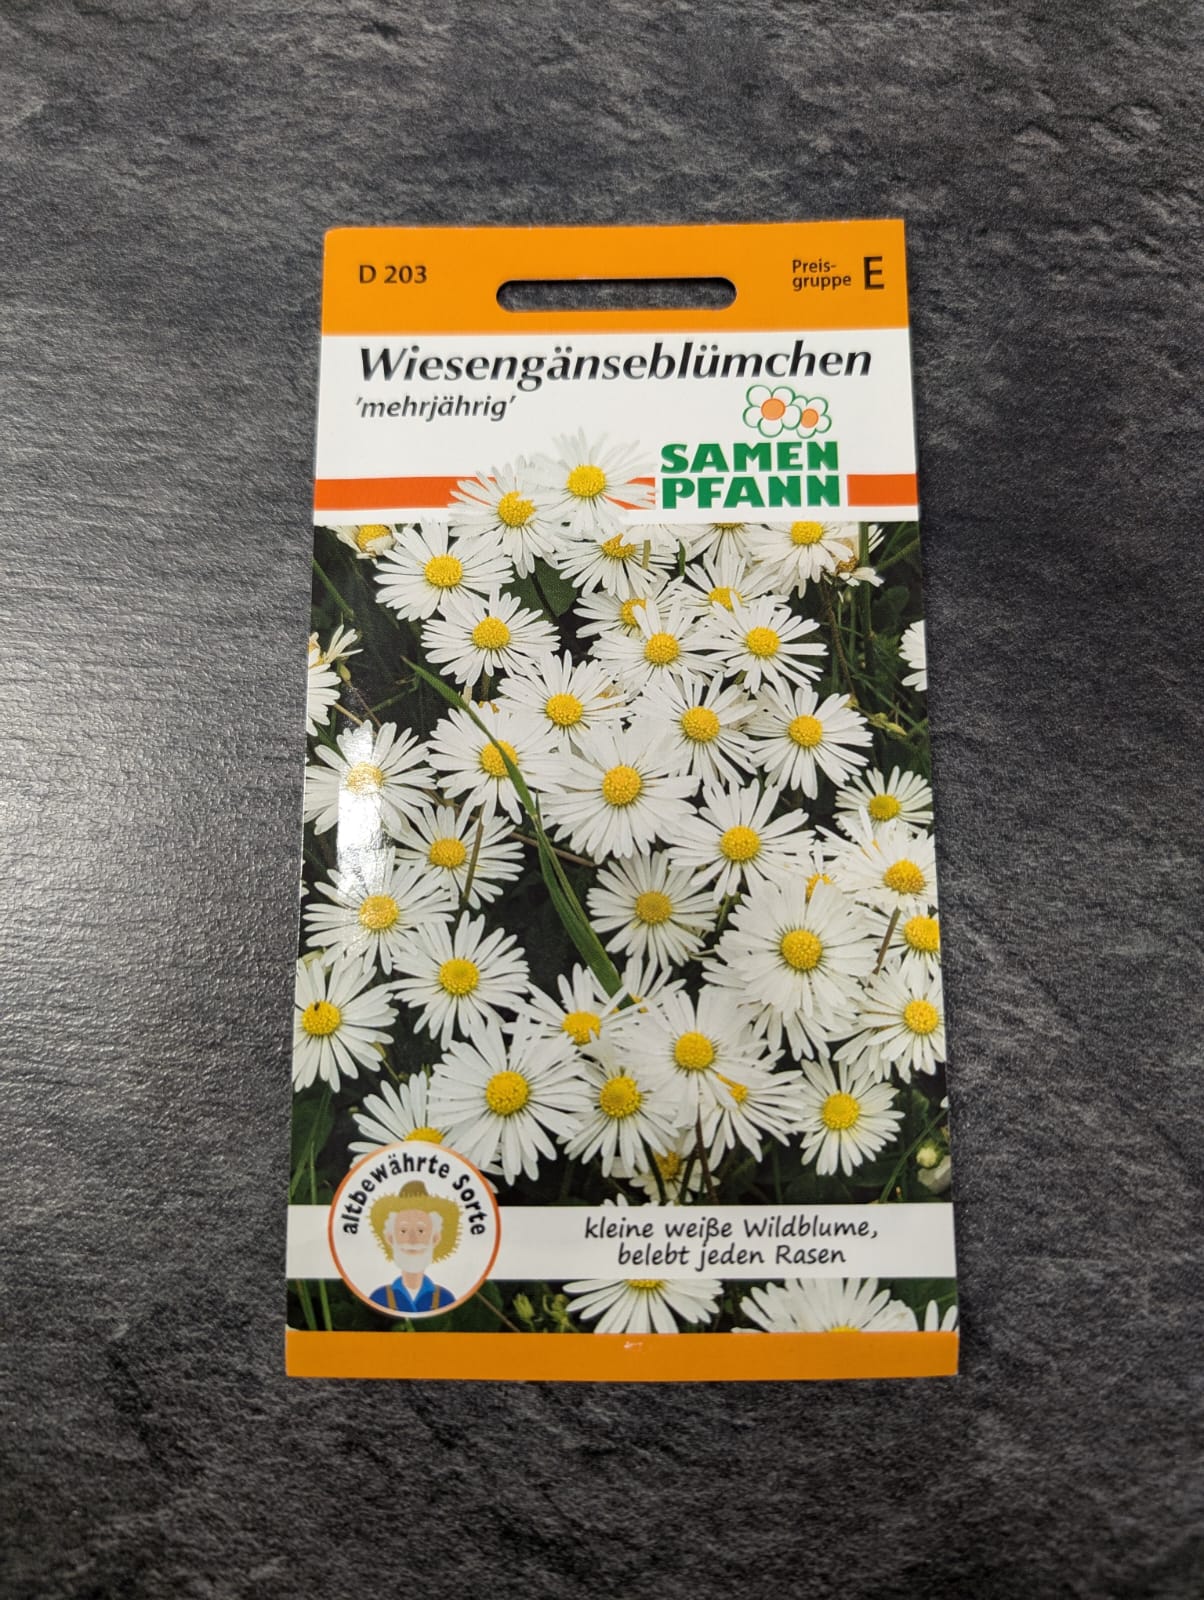 D 203
Preis-
gruppe E
Wiesengänseblümchen
'mehrjährig'
SAMEN
PFANN
altbewährte Sorte
kleine weiße Wildblume,
belebt jeden Rasen